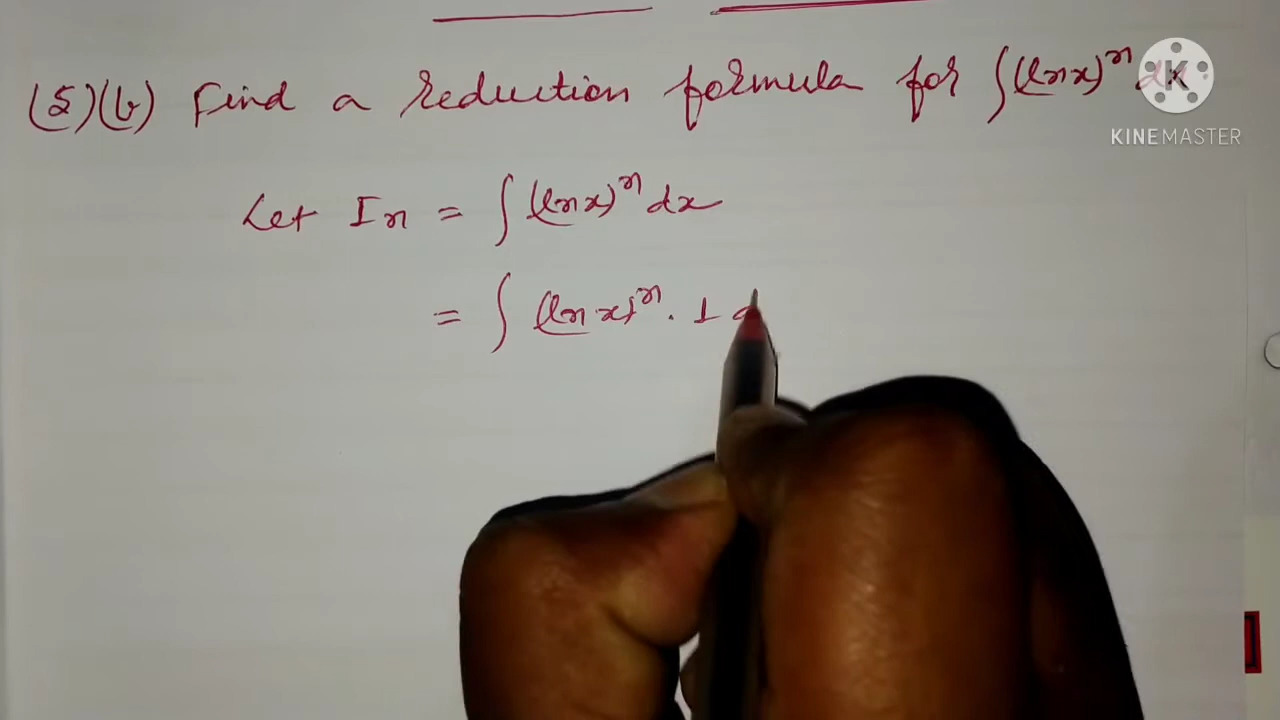 (5)(b) Find a reduction formula for ∫(ln x)^n dx
KINEMASTER
Let In = ∫(ln x)^n dx
= ∫(ln x)^n . 1 d